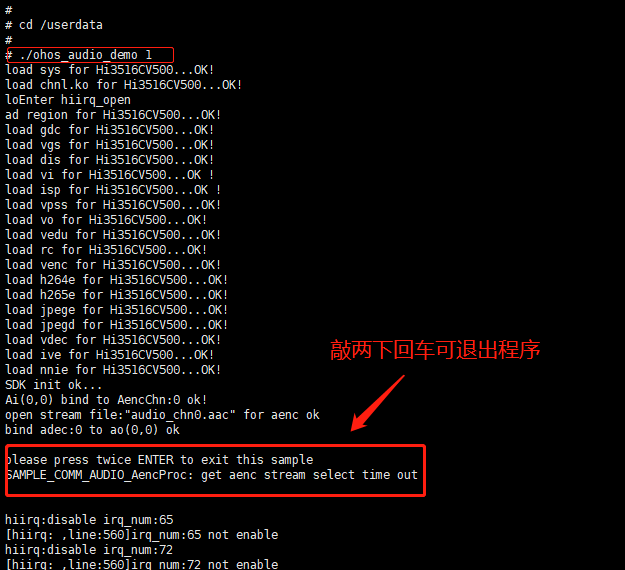 #
# cd /userdata
#
# ./ohos_audio_demo 1
load sys for Hi3516CV500...OK!
load chnl.ko for Hi3516CV500...OK!
loEnter hiirq_open
ad region for Hi3516CV500...OK!
load gdc for Hi3516CV500...OK!
load vgs for Hi3516CV500...OK!
load dis for Hi3516CV500...OK!
load vi for Hi3516CV500...OK !
load isp for Hi3516CV500...OK !
load vpss for Hi3516CV500...OK!
load vo for Hi3516CV500...OK!
load vedu for Hi3516CV500...OK!
load rc for Hi3516CV500...OK!
load venc for Hi3516CV500...OK!
load h264e for Hi3516CV500...OK!
load h265e for Hi3516CV500...OK!
load jpege for Hi3516CV500...OK!
load jpegd for Hi3516CV500...OK!
load vdec for Hi3516CV500...OK!
load ive for Hi3516CV500...OK!
load nnie for Hi3516CV500...OK!
敲两下回车可退出程序
SDK init ok...
Ai(0,0) bind to AencChn:0 ok!
open stream file:"audio_chn0.aac" for aenc ok
bind adec:0 to ao(0,0) ok
please press twice ENTER to exit this sample
SAMPLE_COMM_AUDIO_AencProc: get aenc stream select time out
hiirq:disable irq_num:65
[hiirq: ,line:560]irq_num:65 not enable
hiirq:disable irq_num:72
[hiirq: ,line:560]irq_num:72 not enable